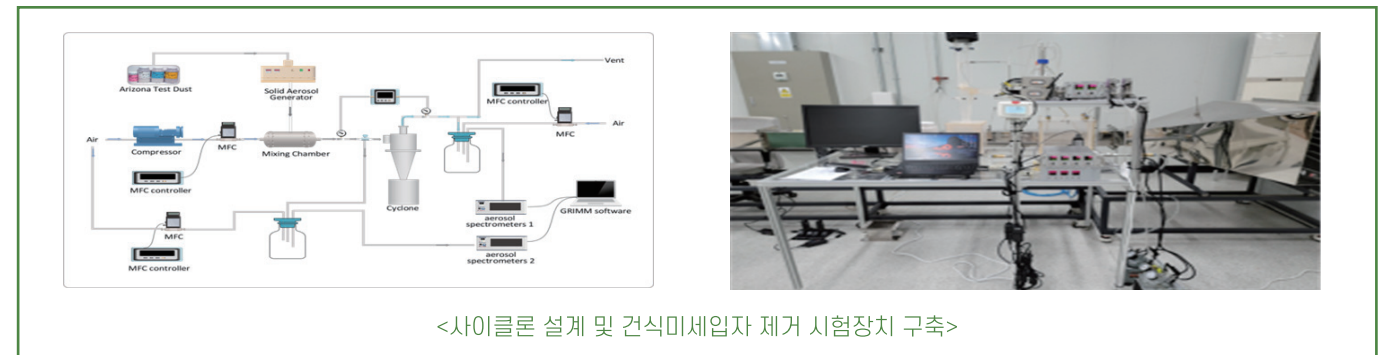 Arizona Test Dust
Solid Aerosol
Generator
Vent
MFC controller
Air
MFC
Air
Compressor
MFC
Mixing Chamber
MFC controller
Cyclone
aerosol
spectrometers 1
GRIMM software
MFC
aerosol
spectrometers 2
MFC controller
<사이클론 설계 및 건식미세입자 제거 시험장치 구축>